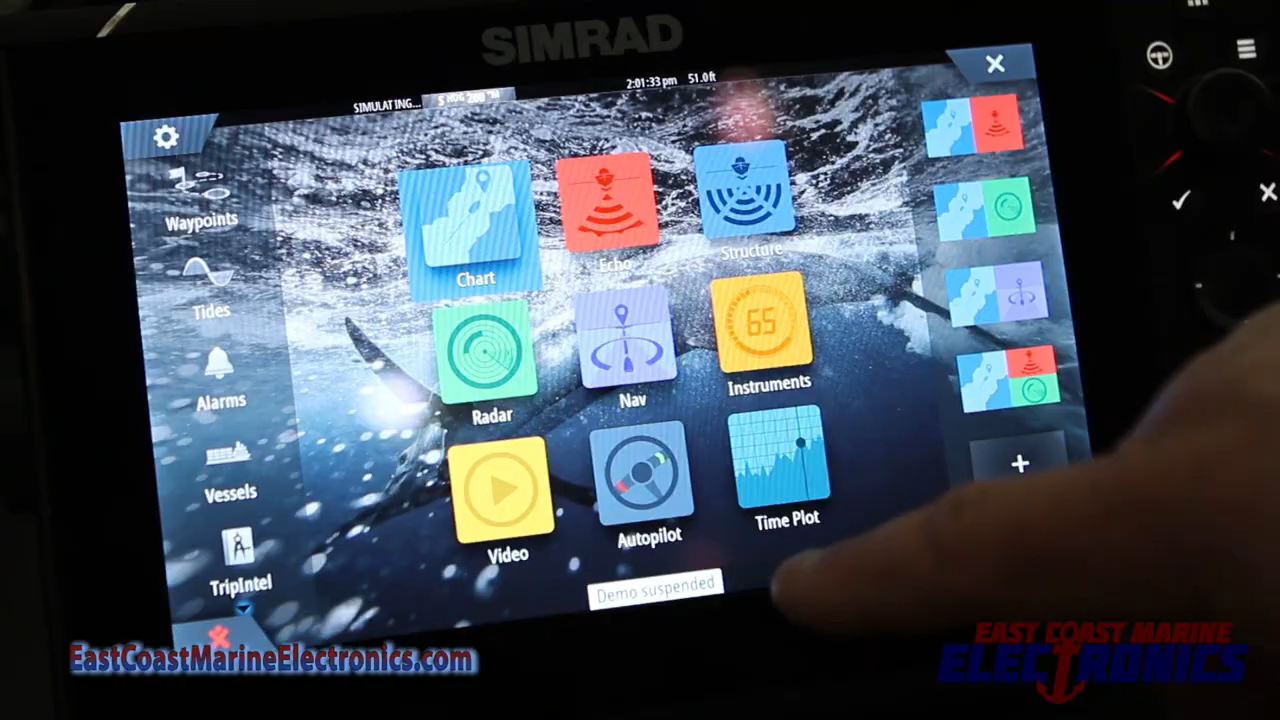 SIMRAD
SIMULATING...
2:01:33 pm 51.0ft
Waypoints
Tides
Alarms
Vessels
TripIntel
Chart
Echo
Structure
Radar
Nav
65
Instruments
Video
Autopilot
Time Plot
Demo suspended
EastCoastMarineElectronics.com
EAST COAST MARINE
ELECTRONICS